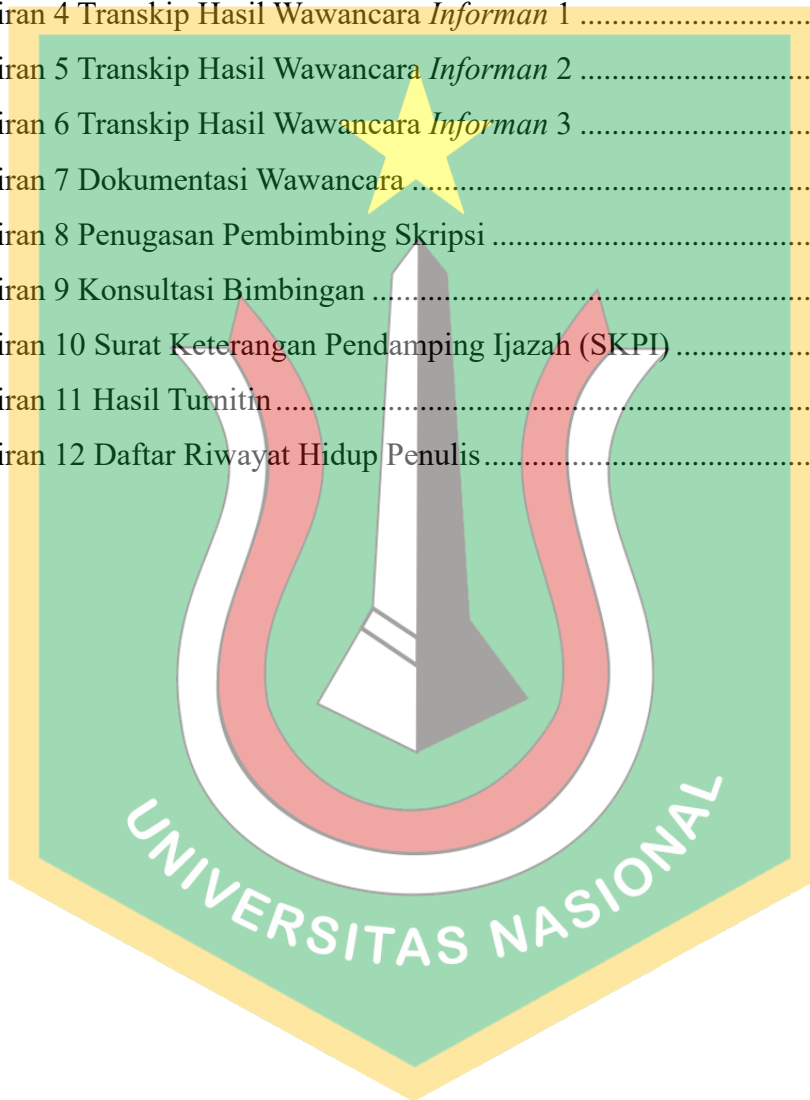 iran 4 Transkip Hasil Wawancara Informan 1 ..........................
iran 5 Transkip Hasil Wawancara Informan 2 ..........................
iran 6 Transkip Hasil Wawancara Informan 3 ..........................
iran 7 Dokumentasi Wawancara .............................................
iran 8 Penugasan Pembimbing Skripsi ....................................
iran 9 Konsultasi Bimbingan ..................................................
iran 10 Surat Keterangan Pendamping Ijazah (SKPI) ................
iran 11 Hasil Turnitin..............................................................
iran 12 Daftar Riwayat Hidup Penulis.....................................
UNIVERSITAS NASIONAL